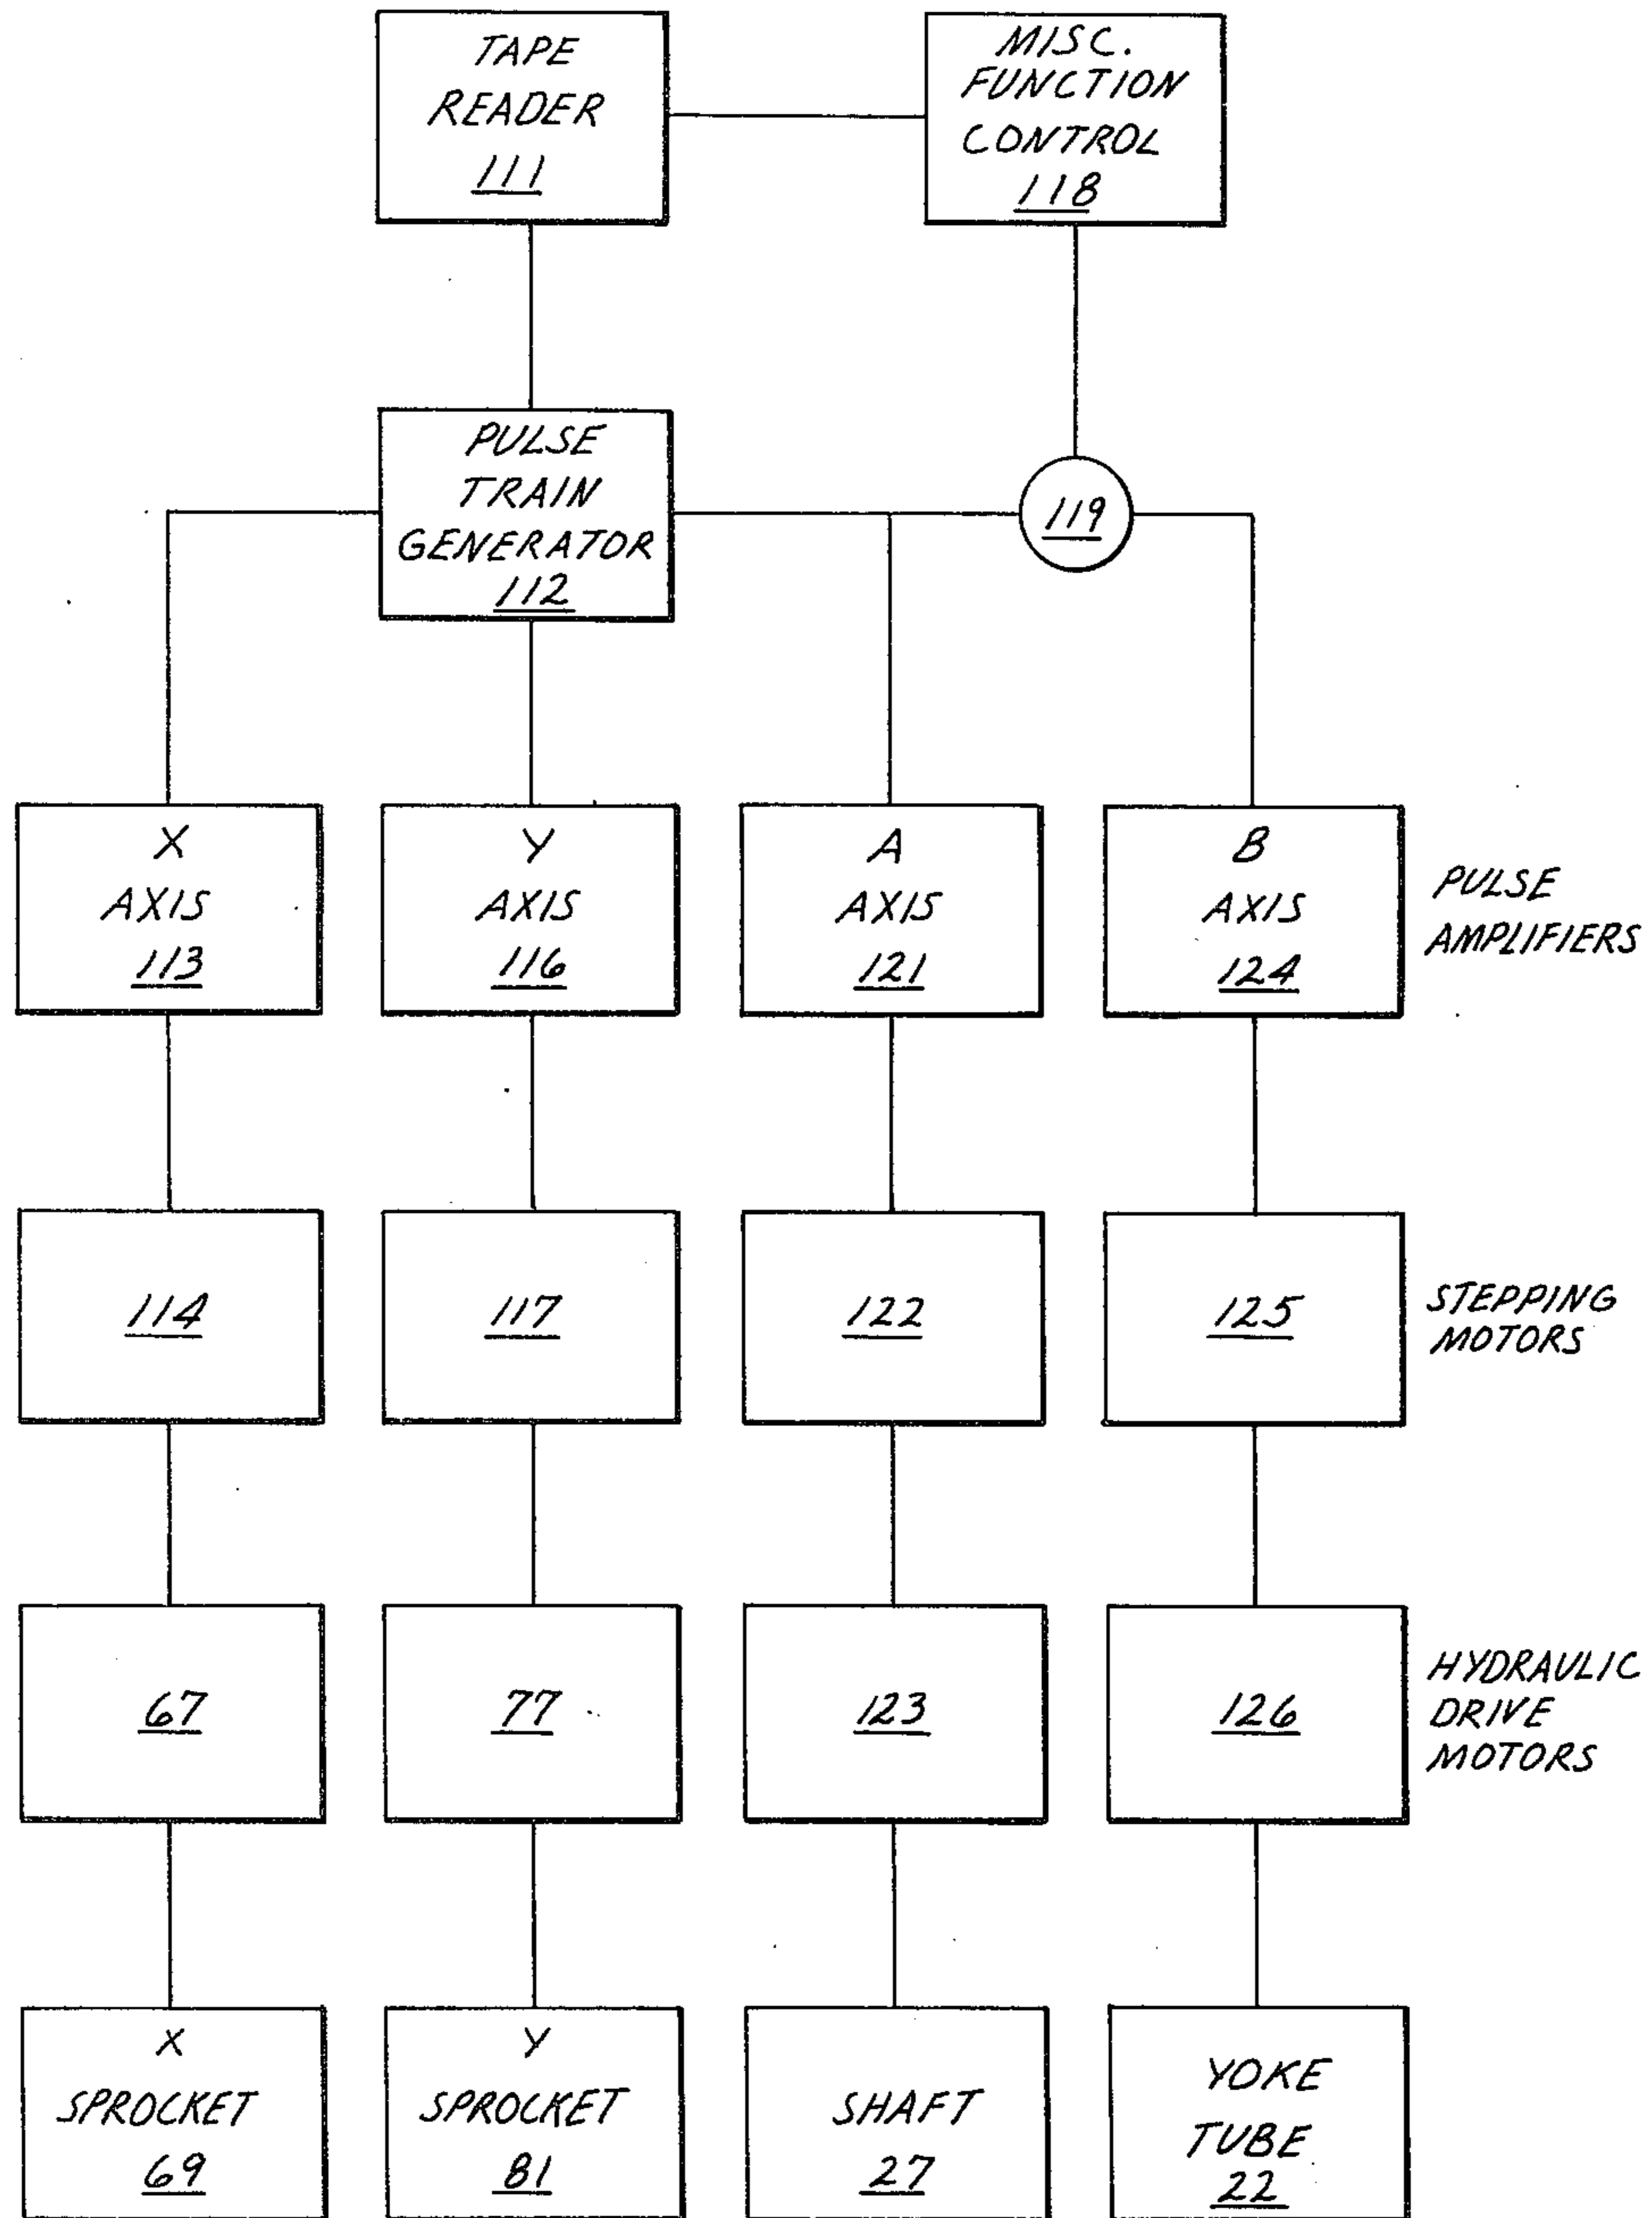 TAPE
READER
111
MISC.
FUNCTION
CONTROL
118
PULSE
TRAIN
GENERATOR
112
119
X
AXIS
113
Y
AXIS
116
A
AXIS
121
B
AXIS
124
PULSE
AMPLIFIERS
114
117
122
125
STEPPING
MOTORS
67
77
123
126
HYDRAULIC
DRIVE
MOTORS
X
SPROCKET
69
Y
SPROCKET
81
SHAFT
27
YOKE
TUBE
22